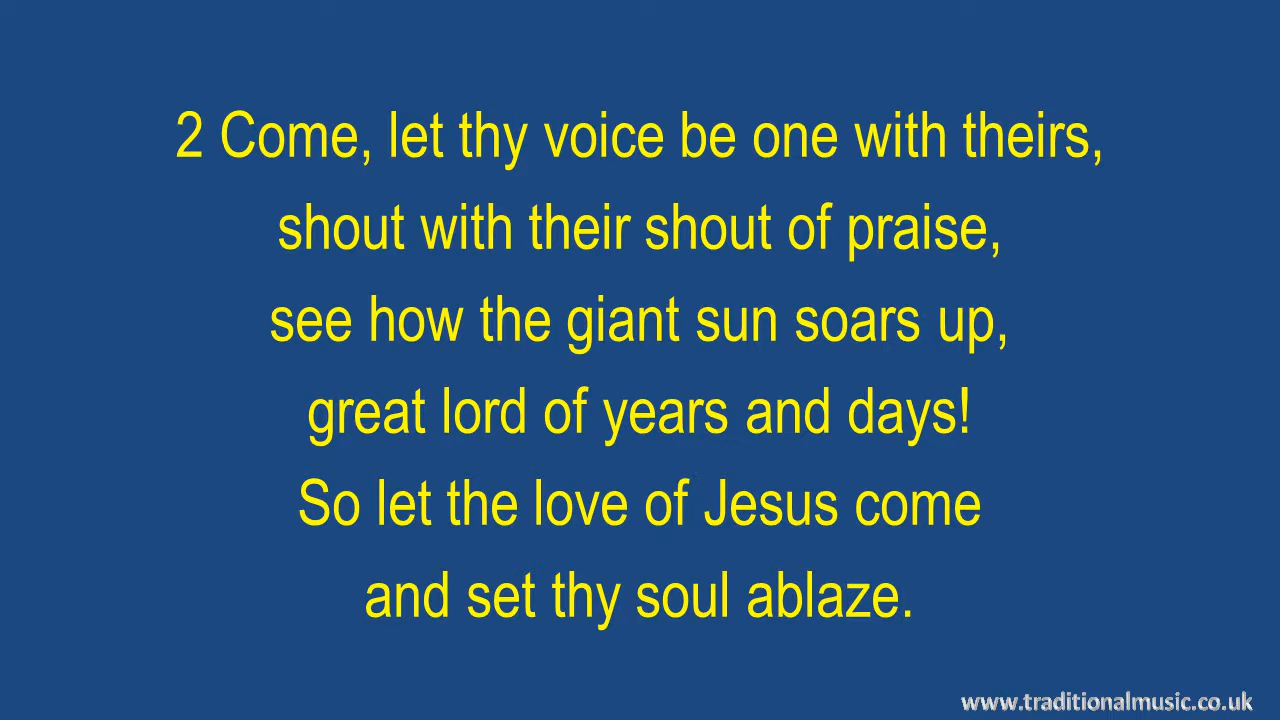 2 Come, let thy voice be one with theirs,
shout with their shout of praise,
see how the giant sun soars up,
great lord of years and days!
So let the love of Jesus come
and set thy soul ablaze.
www.traditionalmusic.co.uk